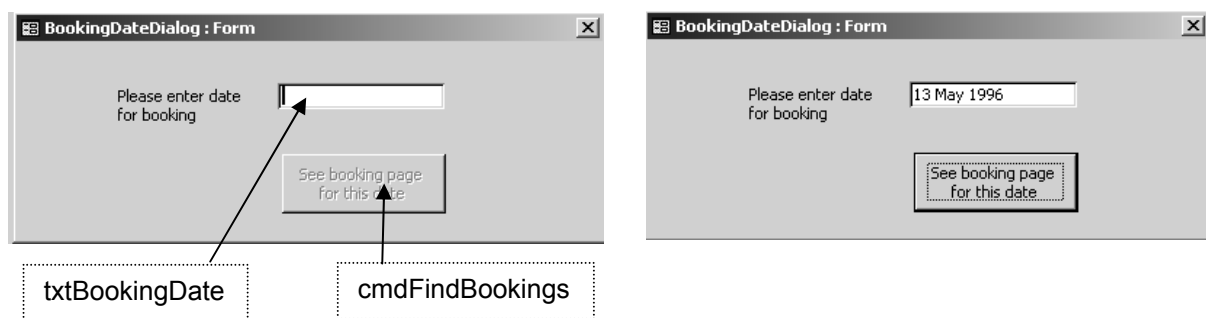 BookingDateDialog : Form
Please enter date
for booking
See booking page
for this date
txtBookingDate
cmdFindBookings
BookingDateDialog : Form
Please enter date
for booking
13 May 1996
See booking page
for this date